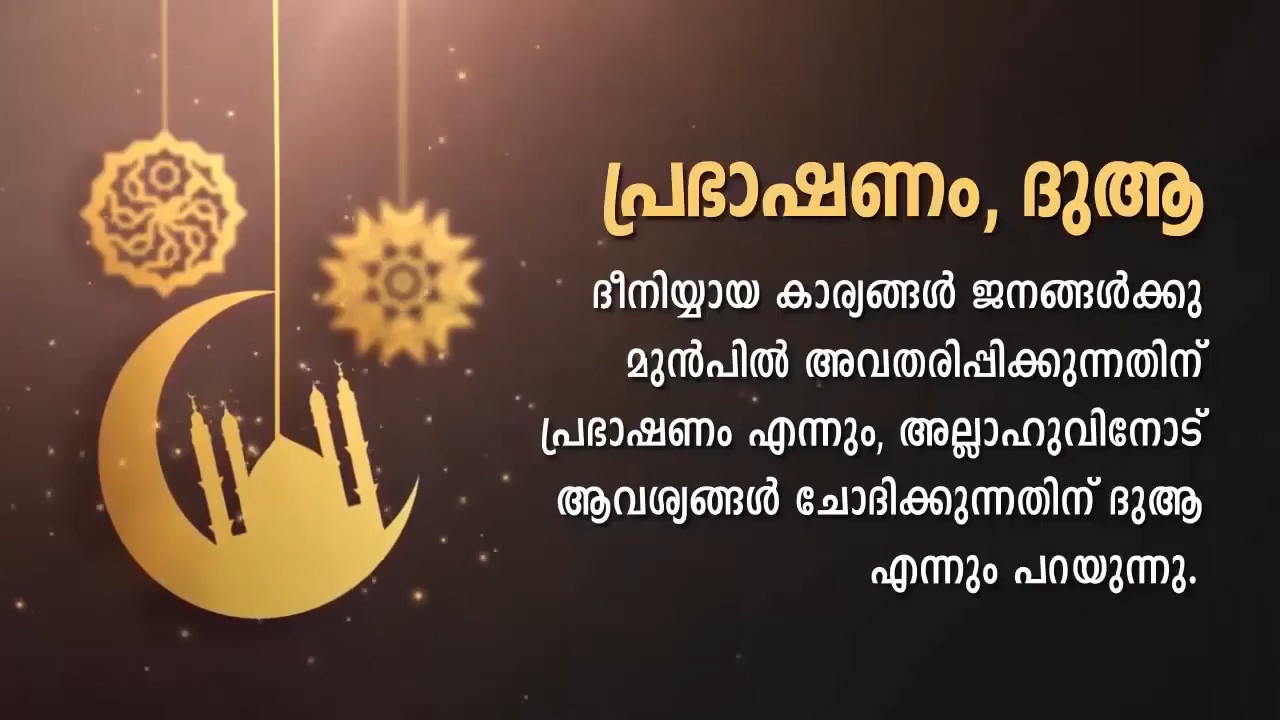 പ്രഭാഷണം, ദുആ
ദീനിയ്യായ കാര്യങ്ങൾ ജനങ്ങൾക്കു
മുൻപിൽ അവതരിപ്പിക്കുന്നതിന്
പ്രഭാഷണം എന്നും, അല്ലാഹുവിനോട്
ആവശ്യങ്ങൾ ചോദിക്കുന്നതിന് ദുആ
എന്നും പറയുന്നു.